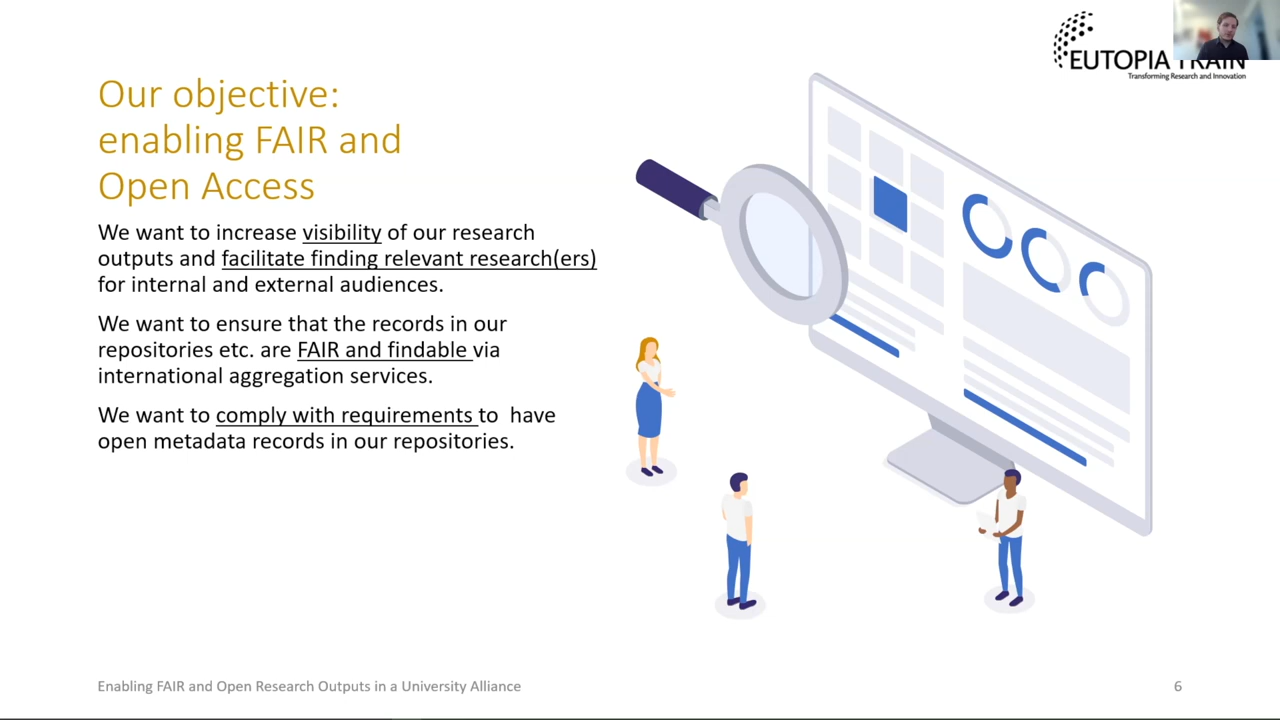 EUTOPIA TRAIN
Transforming Research and Innovation
Our objective:
enabling FAIR and
Open Access
We want to increase visibility of our research
outputs and facilitate finding relevant research(ers)
for internal and external audiences.
We want to ensure that the records in our
repositories etc. are FAIR and findable via
international aggregation services.
We want to comply with requirements to  have
open metadata records in our repositories.
Enabling FAIR and Open Research Outputs in a University Alliance
6